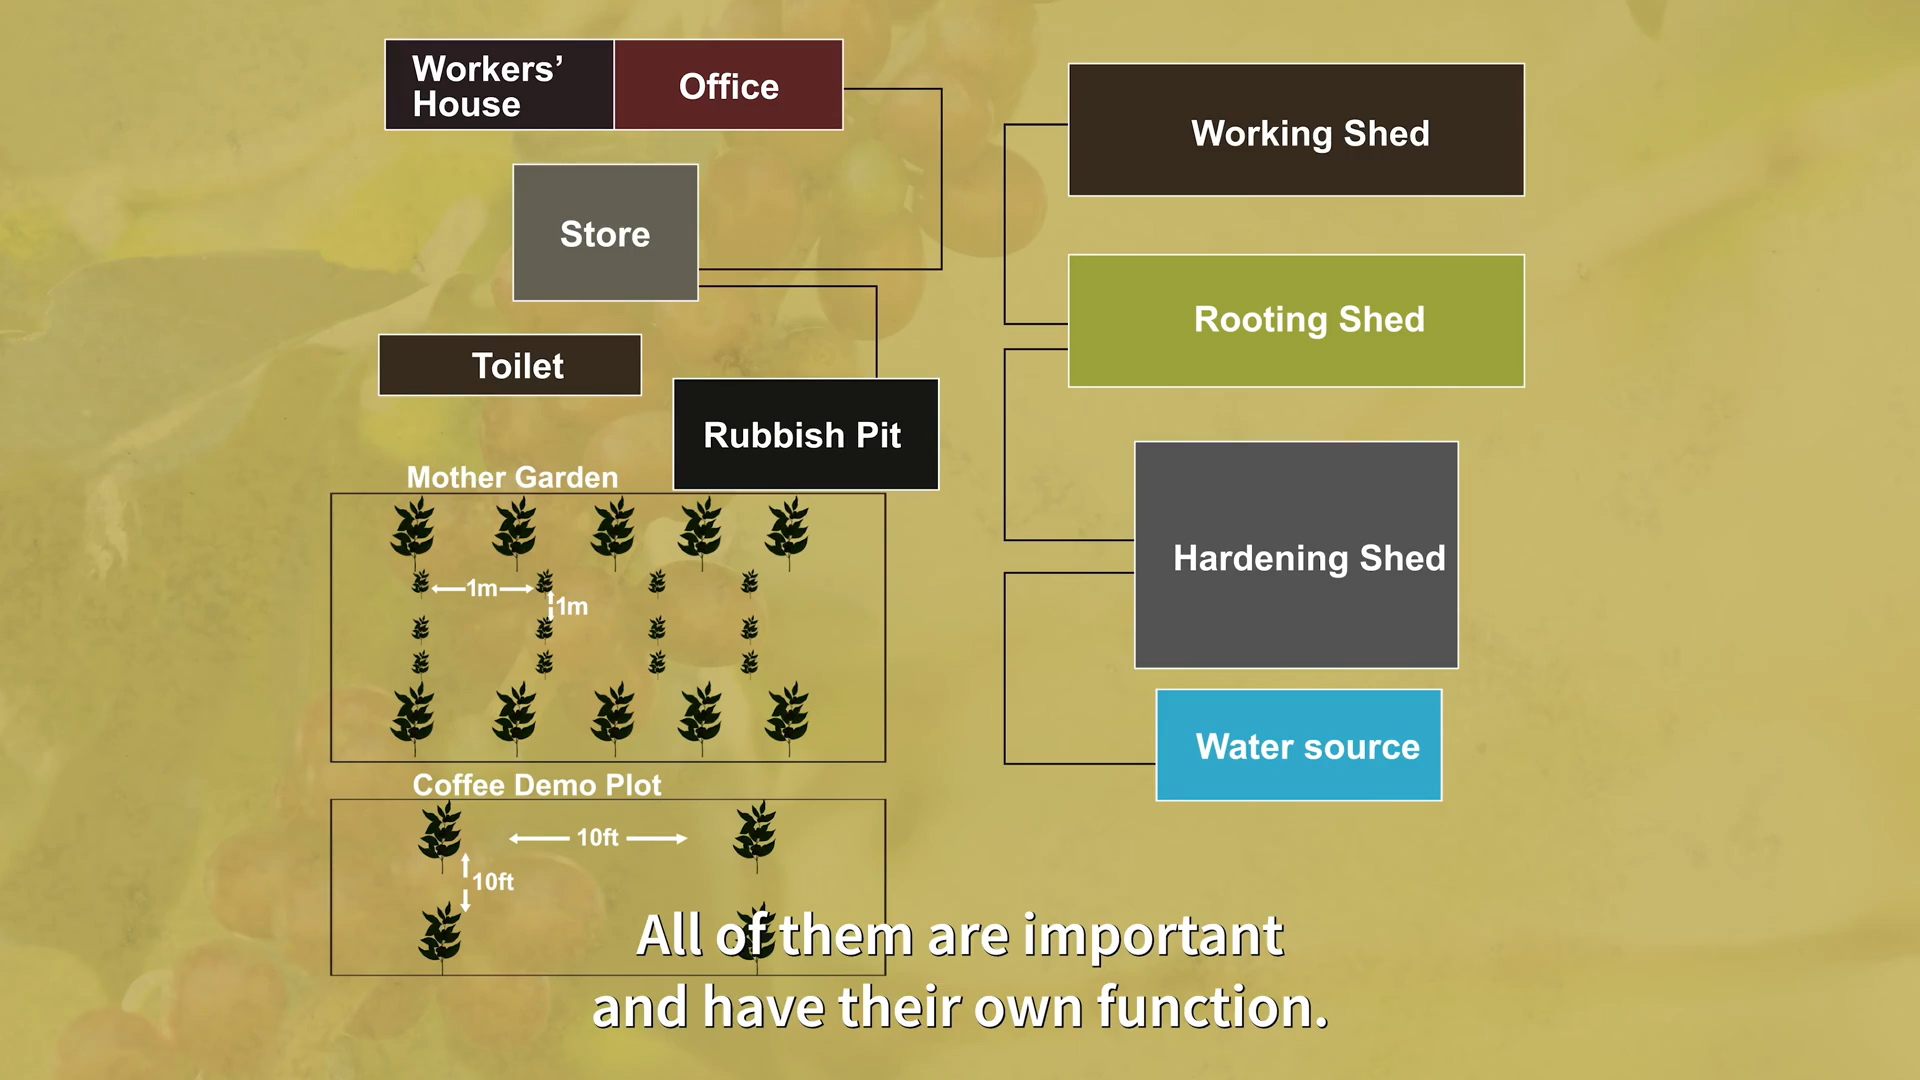 Workers’
House
Office
Store
Toilet
Rubbish Pit
Mother Garden
1m
1m
Coffee Demo Plot
10ft
10ft
Working Shed
Rooting Shed
Hardening Shed
Water source
All of them are important
and have their own function.